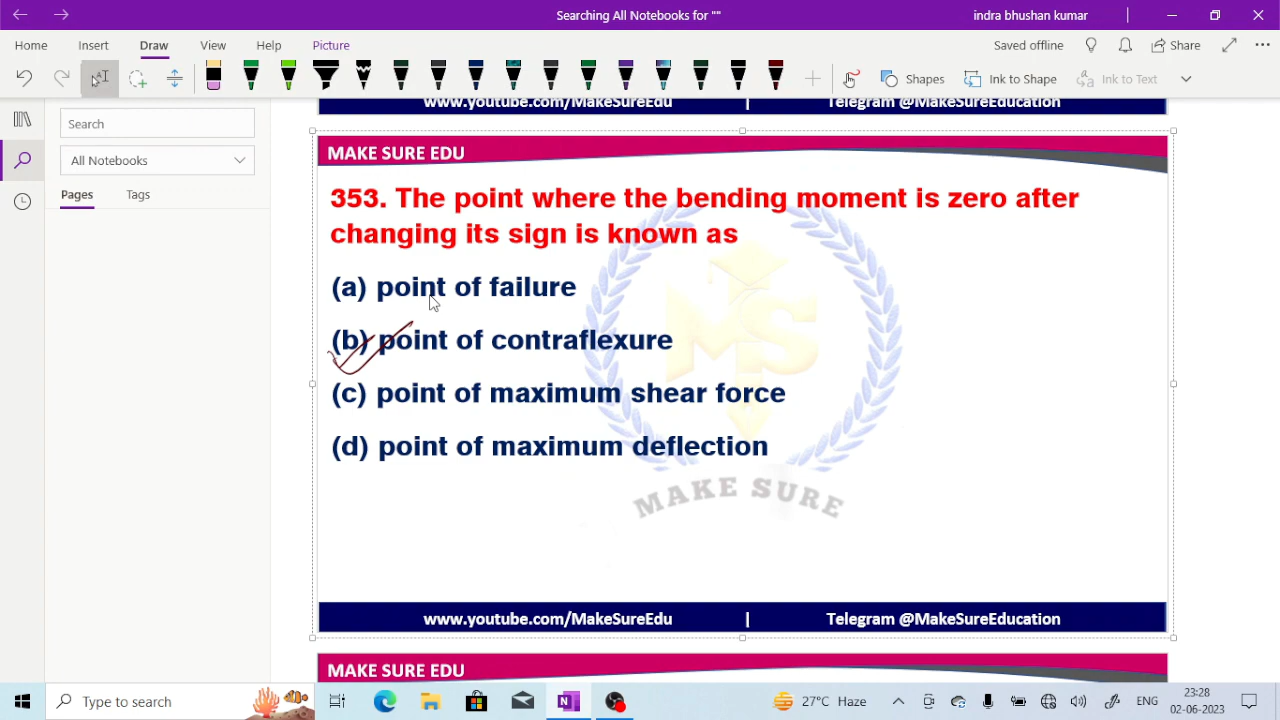 Searching All Notebooks for ""
indra bhushan kumar
Home Insert Draw View Help Picture
Saved offline
Share
Shapes
Ink to Shape
Ink to Text
www.youtube.com/MakeSureEdu | Telegram @MakeSureEducation
Search
All Notebooks
Pages Tags
MAKE SURE EDU
353. The point where the bending moment is zero after
changing its sign is known as
(a) point of failure
(b) point of contraflexure
(c) point of maximum shear force
(d) point of maximum deflection
MS
MAKE SURE
www.youtube.com/MakeSureEdu | Telegram @MakeSureEducation
MAKE SURE EDU
Type to search
27°C Haze
ENG
23:28
02-06-2023